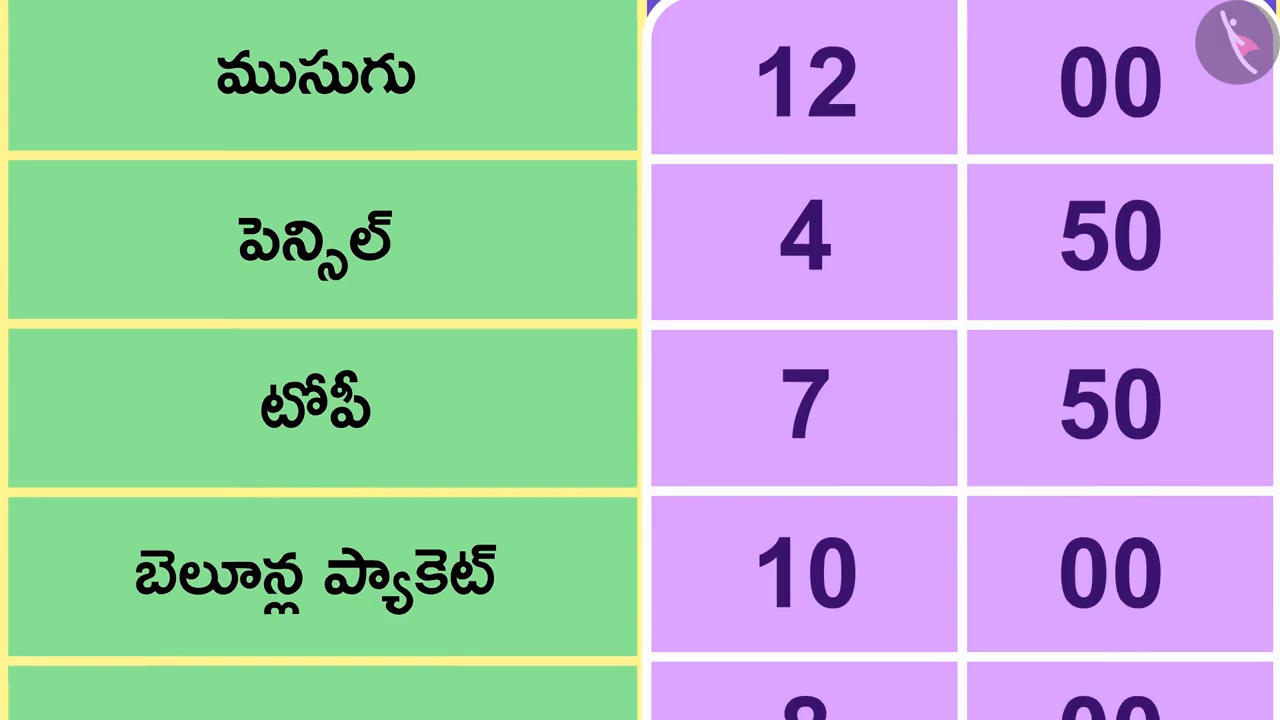 ముసుగు 12 00
పెన్సిల్ 4 50
టోపీ 7 50
బెలూన్ల ప్యాకెట్ 10 00